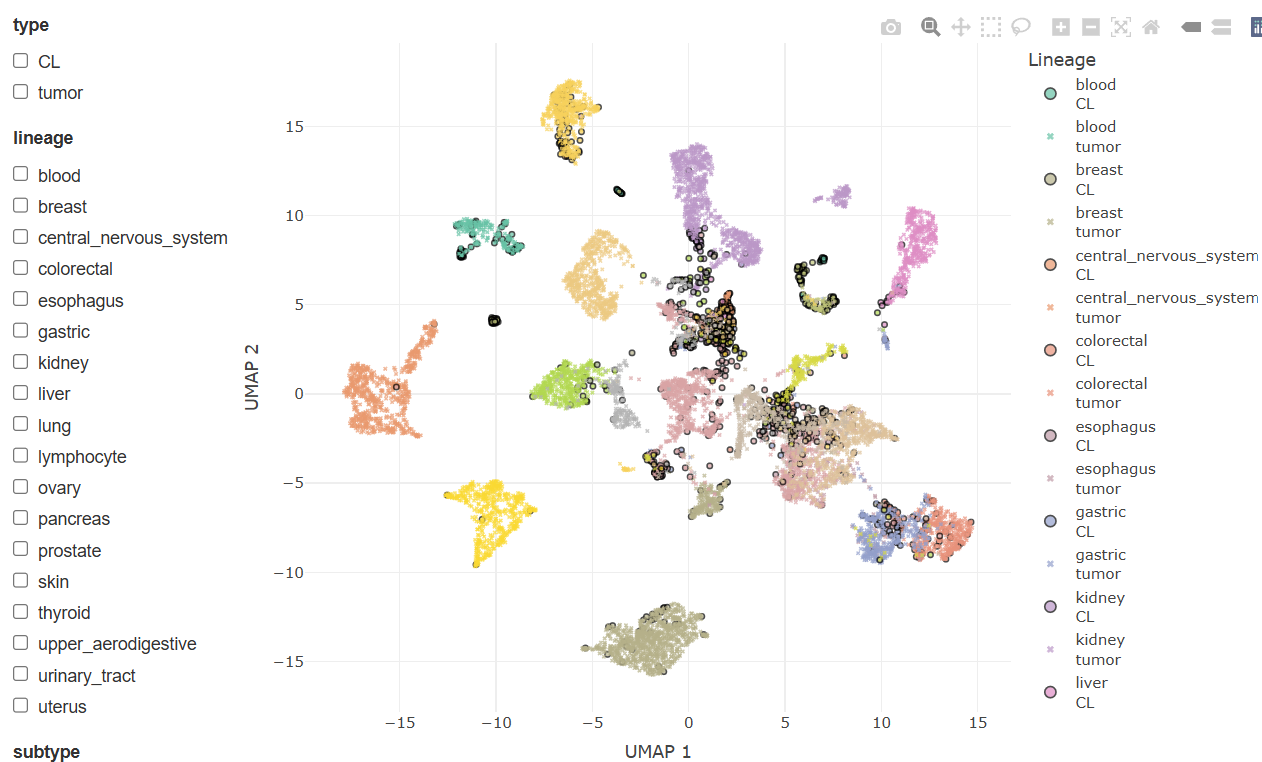 type
CL
tumor
lineage
blood
breast
central_nervous_system
colorectal
esophagus
gastric
kidney
liver
lung
lymphocyte
ovary
pancreas
prostate
skin
thyroid
upper_aerodigestive
urinary_tract
uterus
subtype
15
10
5
0
−5
−10
−15
UMAP 2
−15
−10
−5
0
5
10
15
UMAP 1
Lineage
blood
CL
blood
tumor
breast
CL
breast
tumor
central_nervous_system
CL
central_nervous_system
tumor
colorectal
CL
colorectal
tumor
esophagus
CL
esophagus
tumor
gastric
CL
gastric
tumor
kidney
CL
kidney
tumor
liver
CL